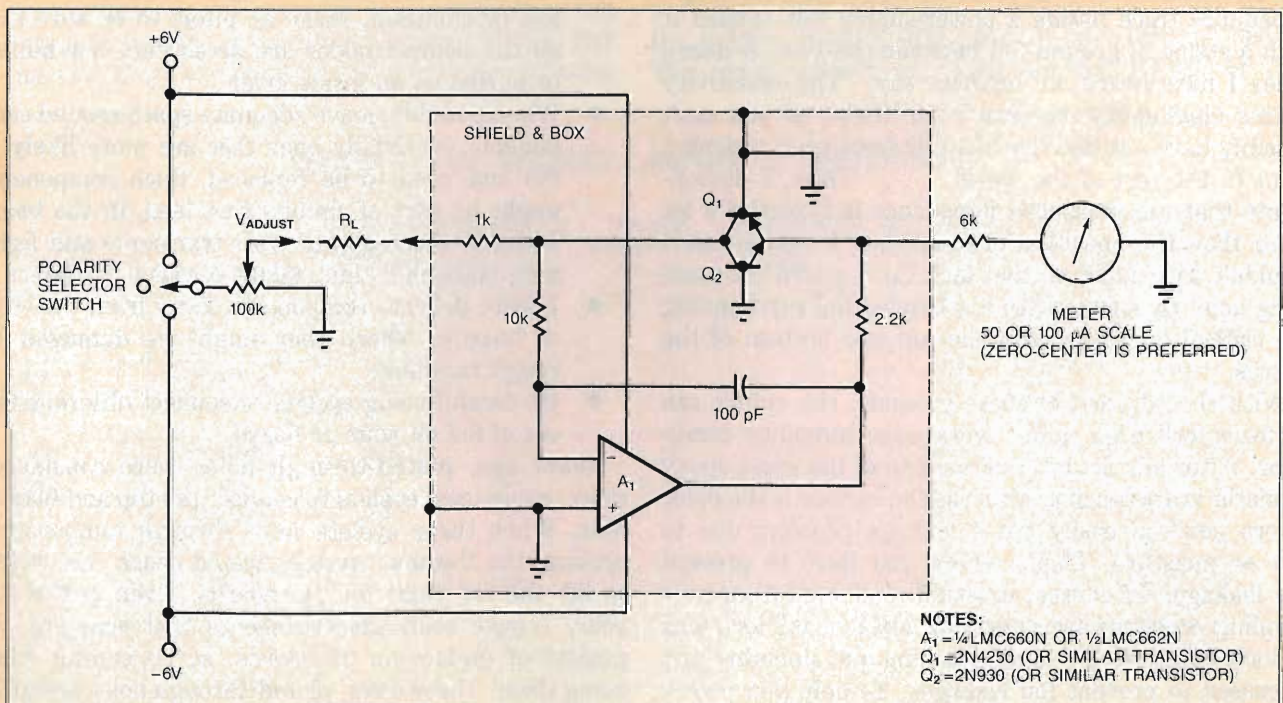 +6V
SHIELD & BOX
POLARITY
SELECTOR
SWITCH
VADJUST
RL
1k
100k
10k
Q1
Q2
2.2k
6k
METER
50 OR 100 µA SCALE
(ZERO-CENTER IS PREFERRED)
100 pF
−
A1
+
−6V
NOTES:
A1=¼LMC660N OR ½LMC662N
Q1=2N4250 (OR SIMILAR TRANSISTOR)
Q2=2N930 (OR SIMILAR TRANSISTOR)